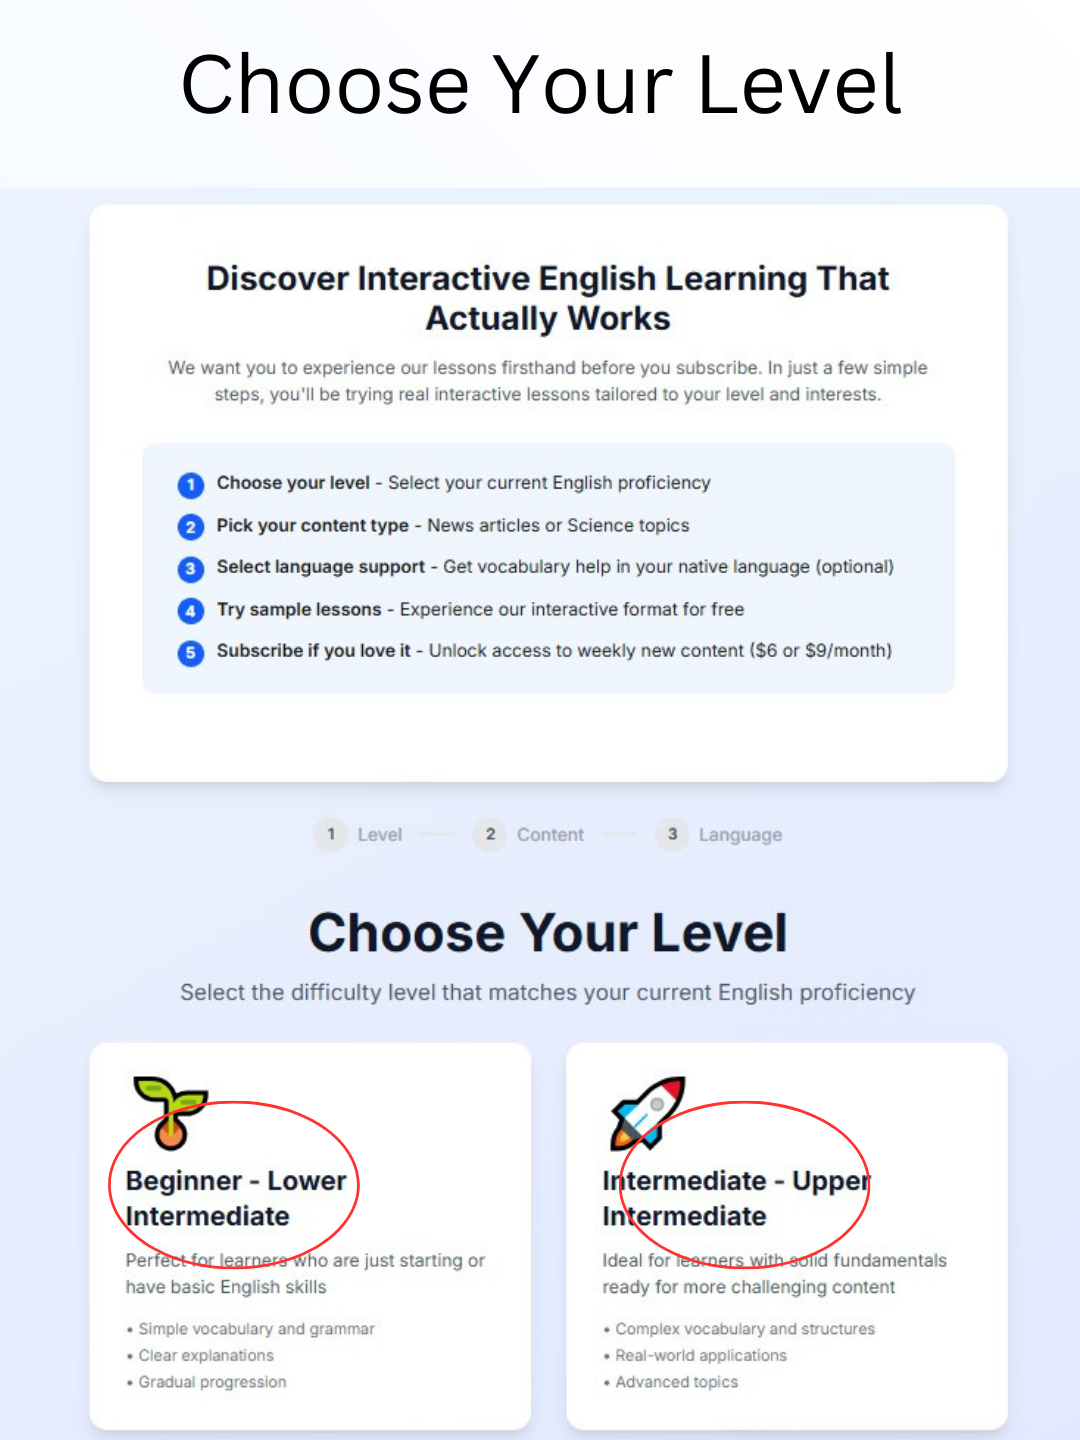 Choose Your Level
Discover Interactive English Learning That
Actually Works
We want you to experience our lessons firsthand before you subscribe. In just a few simple
steps, you'll be trying real interactive lessons tailored to your level and interests.
1 Choose your level - Select your current English proficiency
2 Pick your content type - News articles or Science topics
3 Select language support - Get vocabulary help in your native language (optional)
4 Try sample lessons - Experience our interactive format for free
5 Subscribe if you love it - Unlock access to weekly new content ($6 or $9/month)
1 Level 2 Content 3 Language
Choose Your Level
Select the difficulty level that matches your current English proficiency
Beginner - Lower
Intermediate
Perfect for learners who are just starting or
have basic English skills
• Simple vocabulary and grammar
• Clear explanations
• Gradual progression
Intermediate - Upper
Intermediate
Ideal for learners with solid fundamentals
ready for more challenging content
• Complex vocabulary and structures
• Real-world applications
• Advanced topics